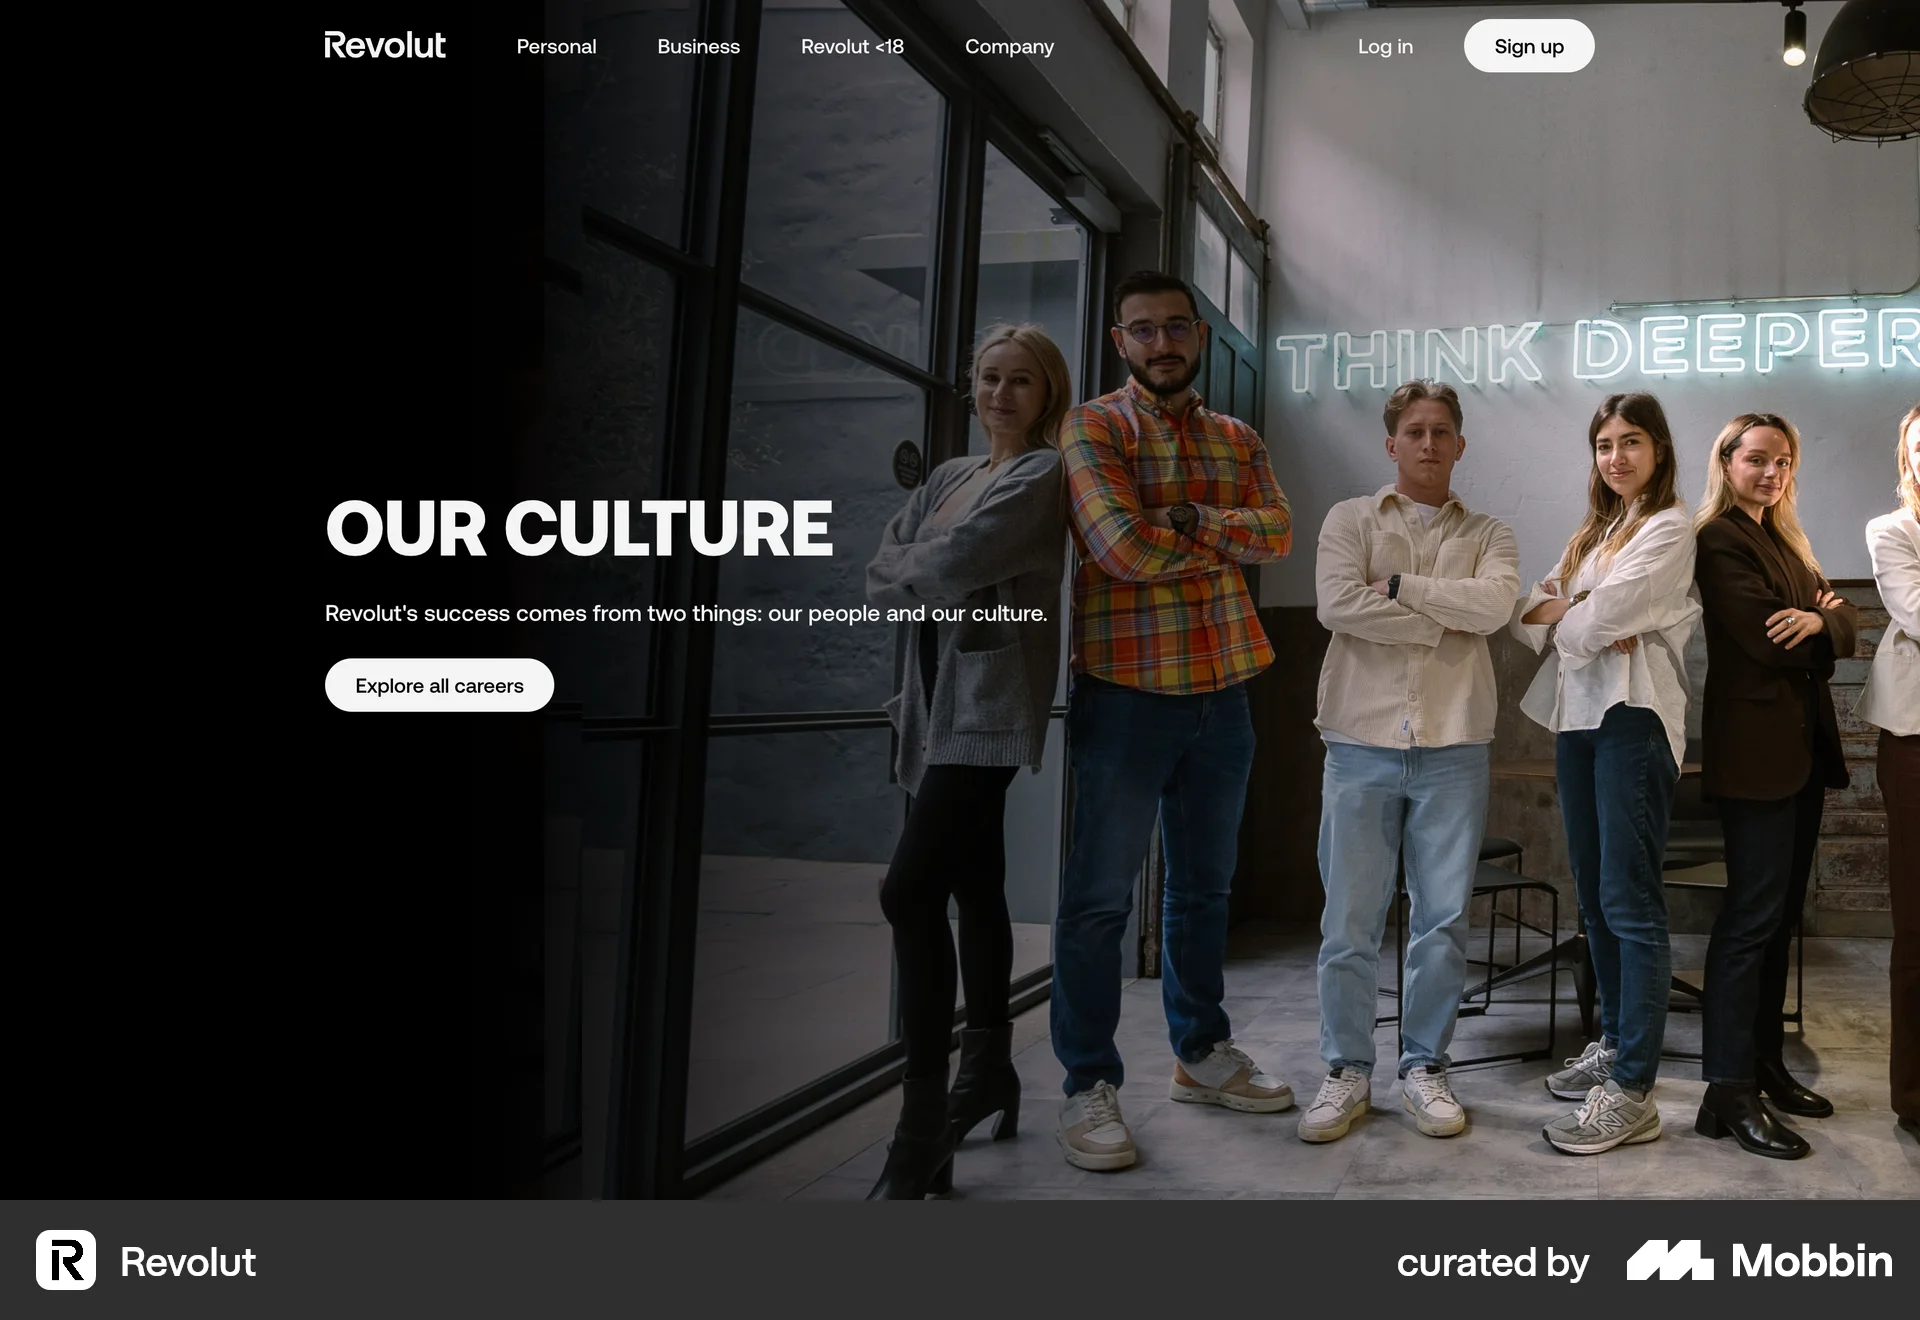 Revolut
Personal
Business
Revolut <18
Company
Log in
Sign up
THINK DEEPER
OUR CULTURE
Revolut's success comes from two things: our people and our culture.
Explore all careers
Revolut
curated by Mobbin